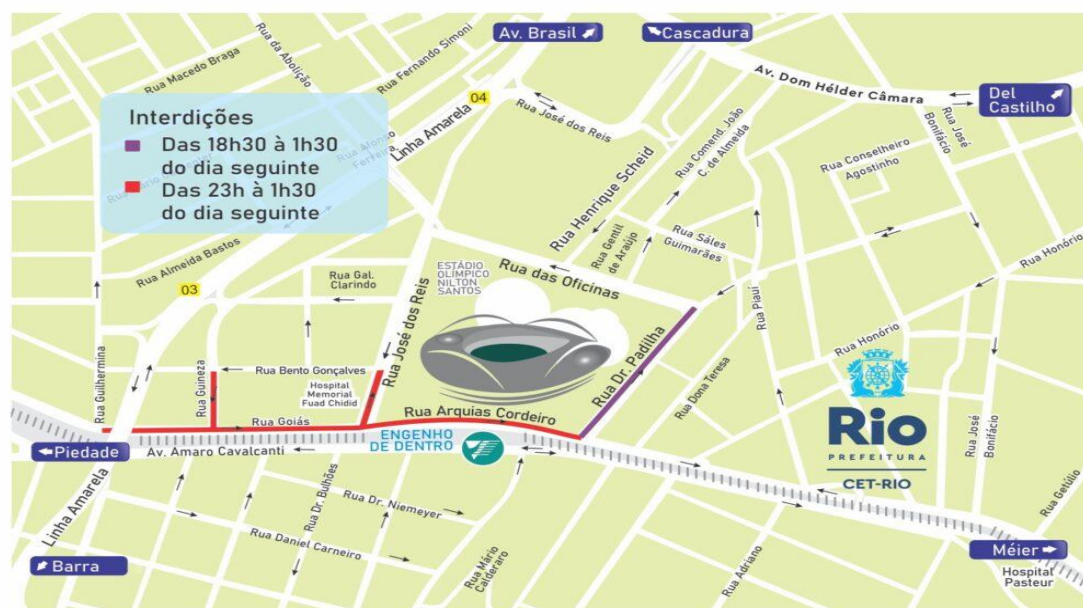 Av. Brasil
Cascadura
Rua Macedo Braga
Rua da Abolição
Rua Fernando Simoni
Av. Dom Hélder Câmara
Del
Castilho
04
Linha Amarela
Rua José dos Reis
Rua José
Bonifácio
Interdições
Das 18h30 à 1h30
do dia seguinte
Das 23h à 1h30
do dia seguinte
Rua Afonso
Ferreira
Rua Henrique Scheid
Rua Comend. João
C. de Almeida
Rua Conselheiro
Agostinho
Rua Almeida Bastos
Rua Gentil
de Araújo
Rua Sáles
Guimarães
Rua Honório
03
Rua Gal.
Clarindo
ESTÁDIO
OLÍMPICO
NILTON
SANTOS
Rua das Oficinas
Rua José dos Reis
Rua Piauí
Rua Honório
Rua Guilhermina
Rua Guineza
Rua Bento Gonçalves
Hospital
Memorial
Fuad Chidid
Rua Dr. Padilha
Rua Dona Teresa
Rua Goiás
Rua Arquias Cordeiro
ENGENHO
DE DENTRO
Rio
PREFEITURA
CET-RIO
Rua José
Bonifácio
Piedade
Av. Amaro Cavalcanti
Linha Amarela
Rua Dr. Bulhões
Rua Dr. Niemeyer
Rua Daniel Carneiro
Rua Mário
Calderaro
Rua Adriano
Rua Getúlio
Barra
Méier
Hospital
Pasteur